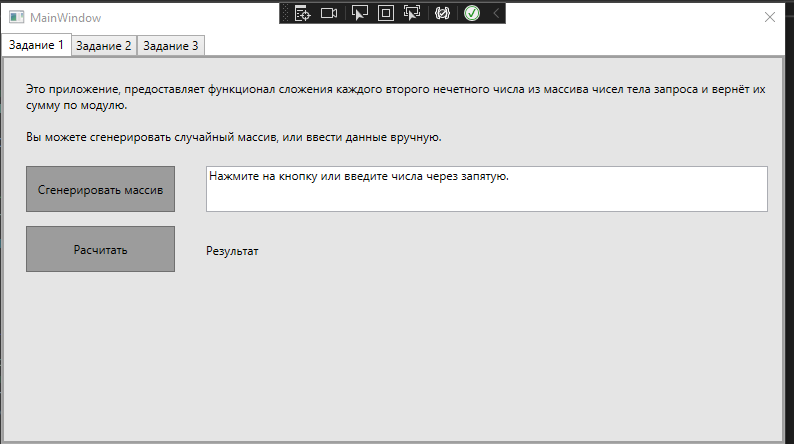 MainWindow
Задание 1
Задание 2
Задание 3
Это приложение, предоставляет функционал сложения каждого второго нечетного числа из массива чисел тела запроса и вернёт их
сумму по модулю.
Вы можете сгенерировать случайный массив, или ввести данные вручную.
Сгенерировать массив
Нажмите на кнопку или введите числа через запятую.
Расчитать
Результат